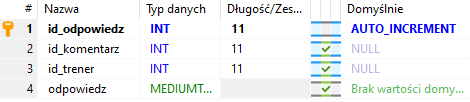 # Nazwa Typ danych Długość/Zes... Domyślnie
1 id_odpowiedz INT 11 AUTO_INCREMENT
2 id_komentarz INT 11 NULL
3 id_trener INT 11 NULL
4 odpowiedz MEDIUMT... Brak wartości domy...